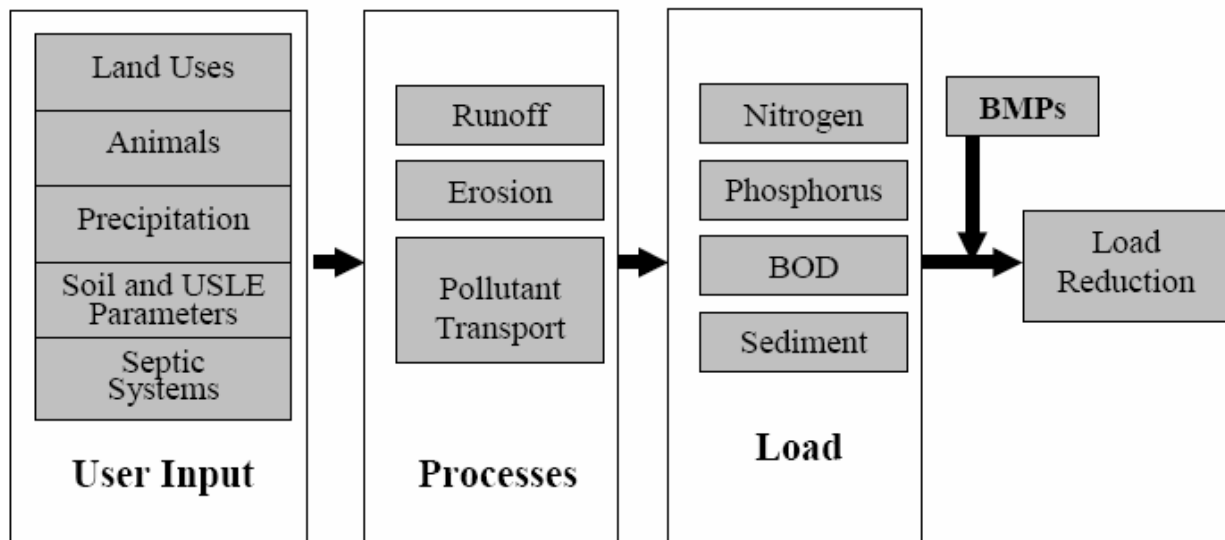 Land Uses
Animals
Precipitation
Soil and USLE
Parameters
Septic
Systems
User Input
Runoff
Erosion
Pollutant
Transport
Processes
Nitrogen
Phosphorus
BOD
Sediment
Load
BMPs
Load
Reduction